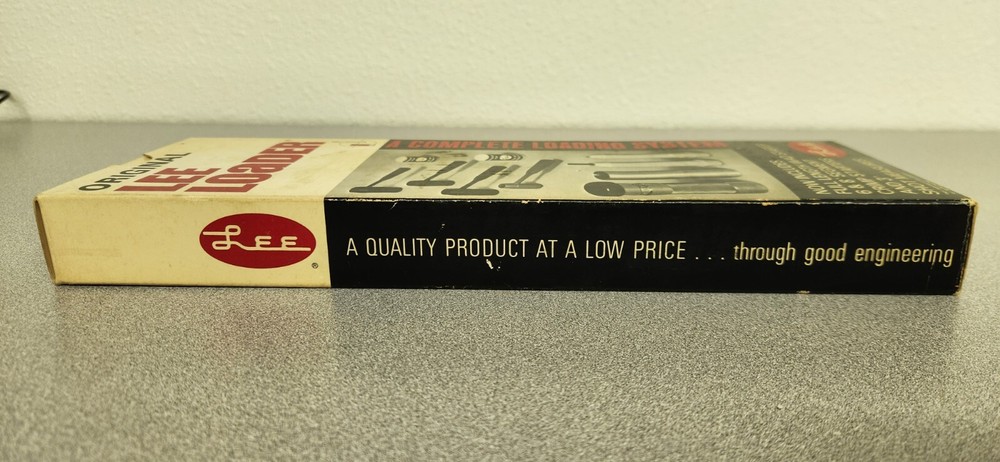 ORIGINAL
LEE
LOADER
A COMPLETE LOADING SYSTEM
Lee
®
A QUALITY PRODUCT AT A LOW PRICE . . . through good engineering